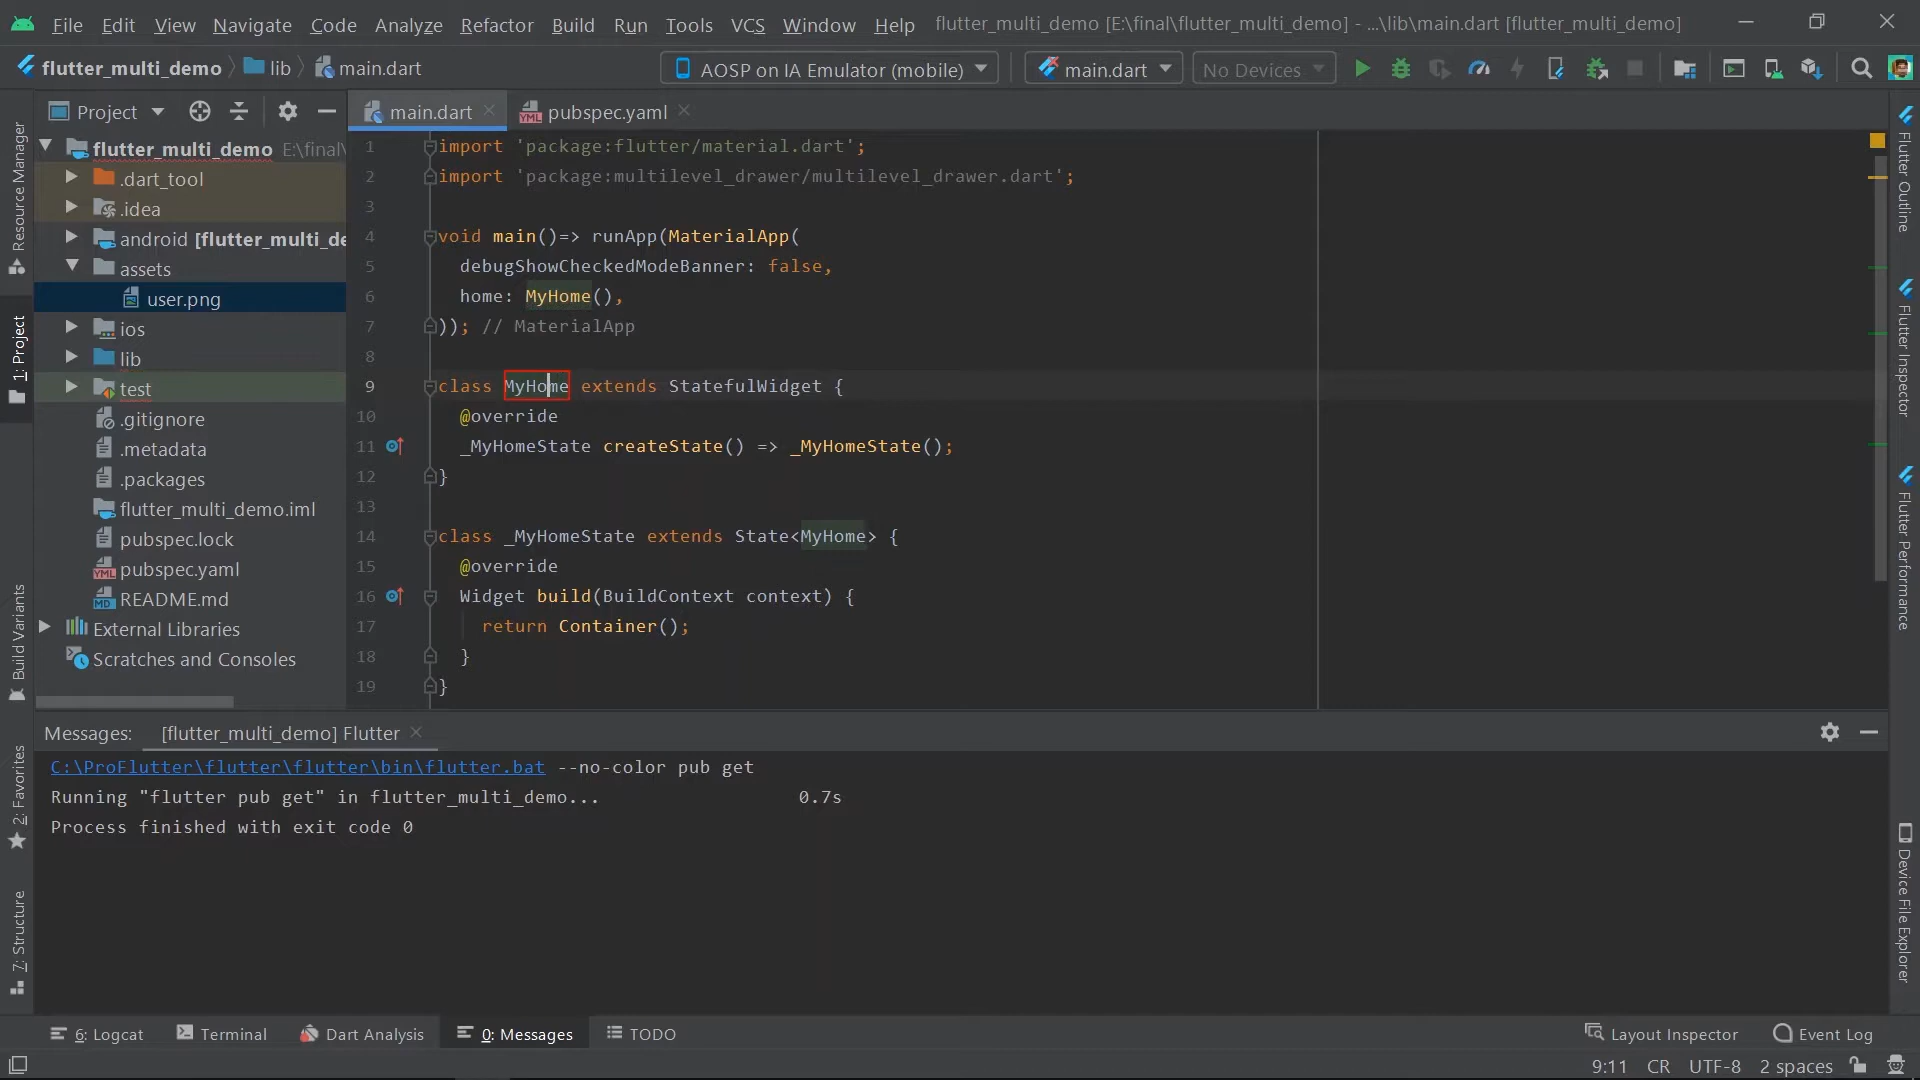 File Edit View Navigate Code Analyze Refactor Build Run Tools VCS Window Help flutter_multi_demo [E:\final\flutter_multi_demo] - ...\lib\main.dart [flutter_multi_demo]
flutter_multi_demo lib main.dart AOSP on IA Emulator (mobile) main.dart No Devices
Project
main.dart pubspec.yaml
flutter_multi_demo E:\final\
.dart_tool
.idea
android [flutter_multi_de
assets
user.png
ios
lib
test
.gitignore
.metadata
.packages
flutter_multi_demo.iml
pubspec.lock
pubspec.yaml
README.md
External Libraries
Scratches and Consoles
1 import 'package:flutter/material.dart';
2 import 'package:multilevel_drawer/multilevel_drawer.dart';
3
4 void main()=> runApp(MaterialApp(
5 debugShowCheckedModeBanner: false,
6 home: MyHome(),
7 )); // MaterialApp
8
9 class MyHome extends StatefulWidget {
10 @override
11 _MyHomeState createState() => _MyHomeState();
12 }
13
14 class _MyHomeState extends State<MyHome> {
15 @override
16 Widget build(BuildContext context) {
17 return Container();
18 }
19 }
Resource Manager
1: Project
Build Variants
2: Favorites
7: Structure
Flutter Outline
Flutter Inspector
Flutter Performance
Device File Explorer
Messages: [flutter_multi_demo] Flutter
C:\ProFlutter\flutter\flutter\bin\flutter.bat --no-color pub get
Running "flutter pub get" in flutter_multi_demo... 0.7s
Process finished with exit code 0
6: Logcat Terminal Dart Analysis 0: Messages TODO Layout Inspector Event Log
9:11 CR UTF-8 2 spaces